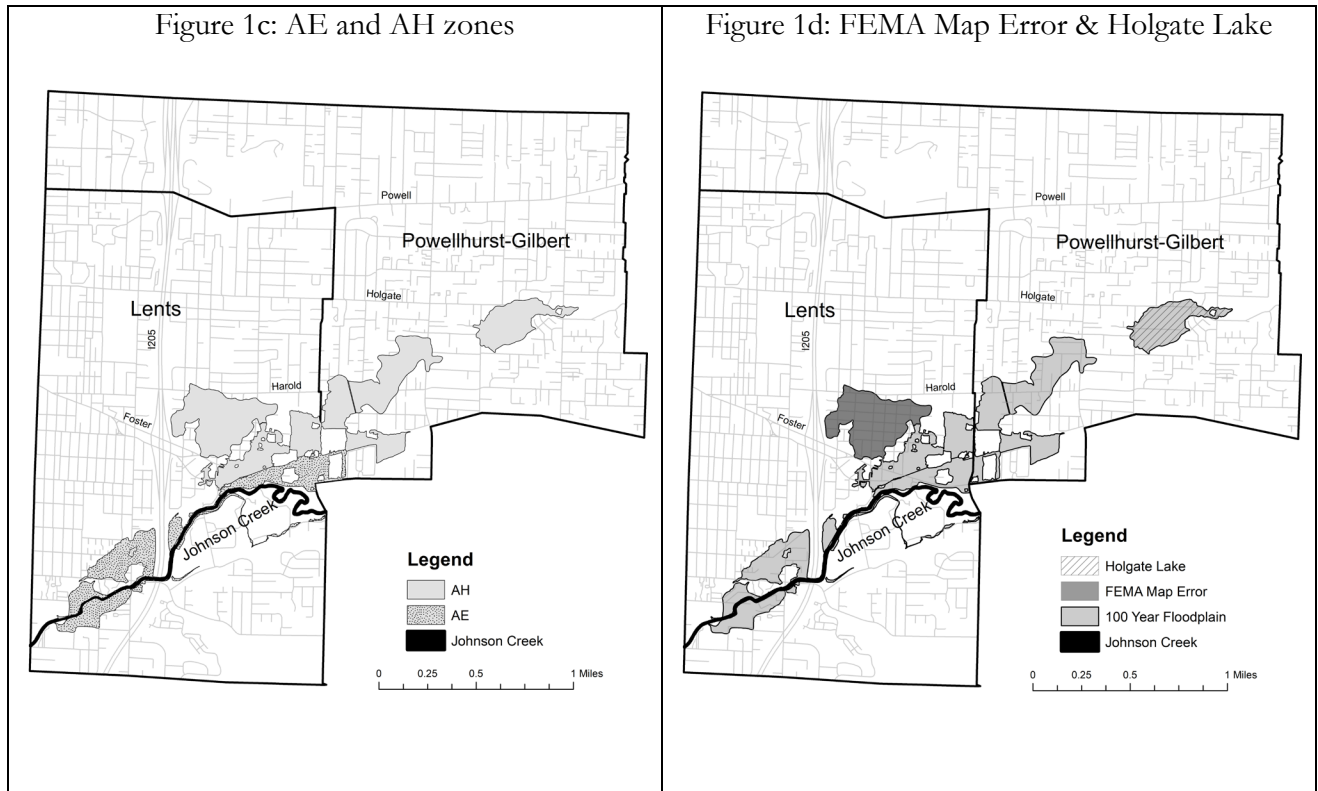 Figure 1c: AE and AH zones
Powell
Powellhurst-Gilbert
Holgate
Lents
I205
Harold
Foster
Johnson Creek
Legend
AH
AE
Johnson Creek
0 0.25 0.5 1 Miles
Figure 1d: FEMA Map Error & Holgate Lake
Powell
Powellhurst-Gilbert
Holgate
Lents
I205
Harold
Foster
Johnson Creek
Legend
Holgate Lake
FEMA Map Error
100 Year Floodplain
Johnson Creek
0 0.25 0.5 1 Miles